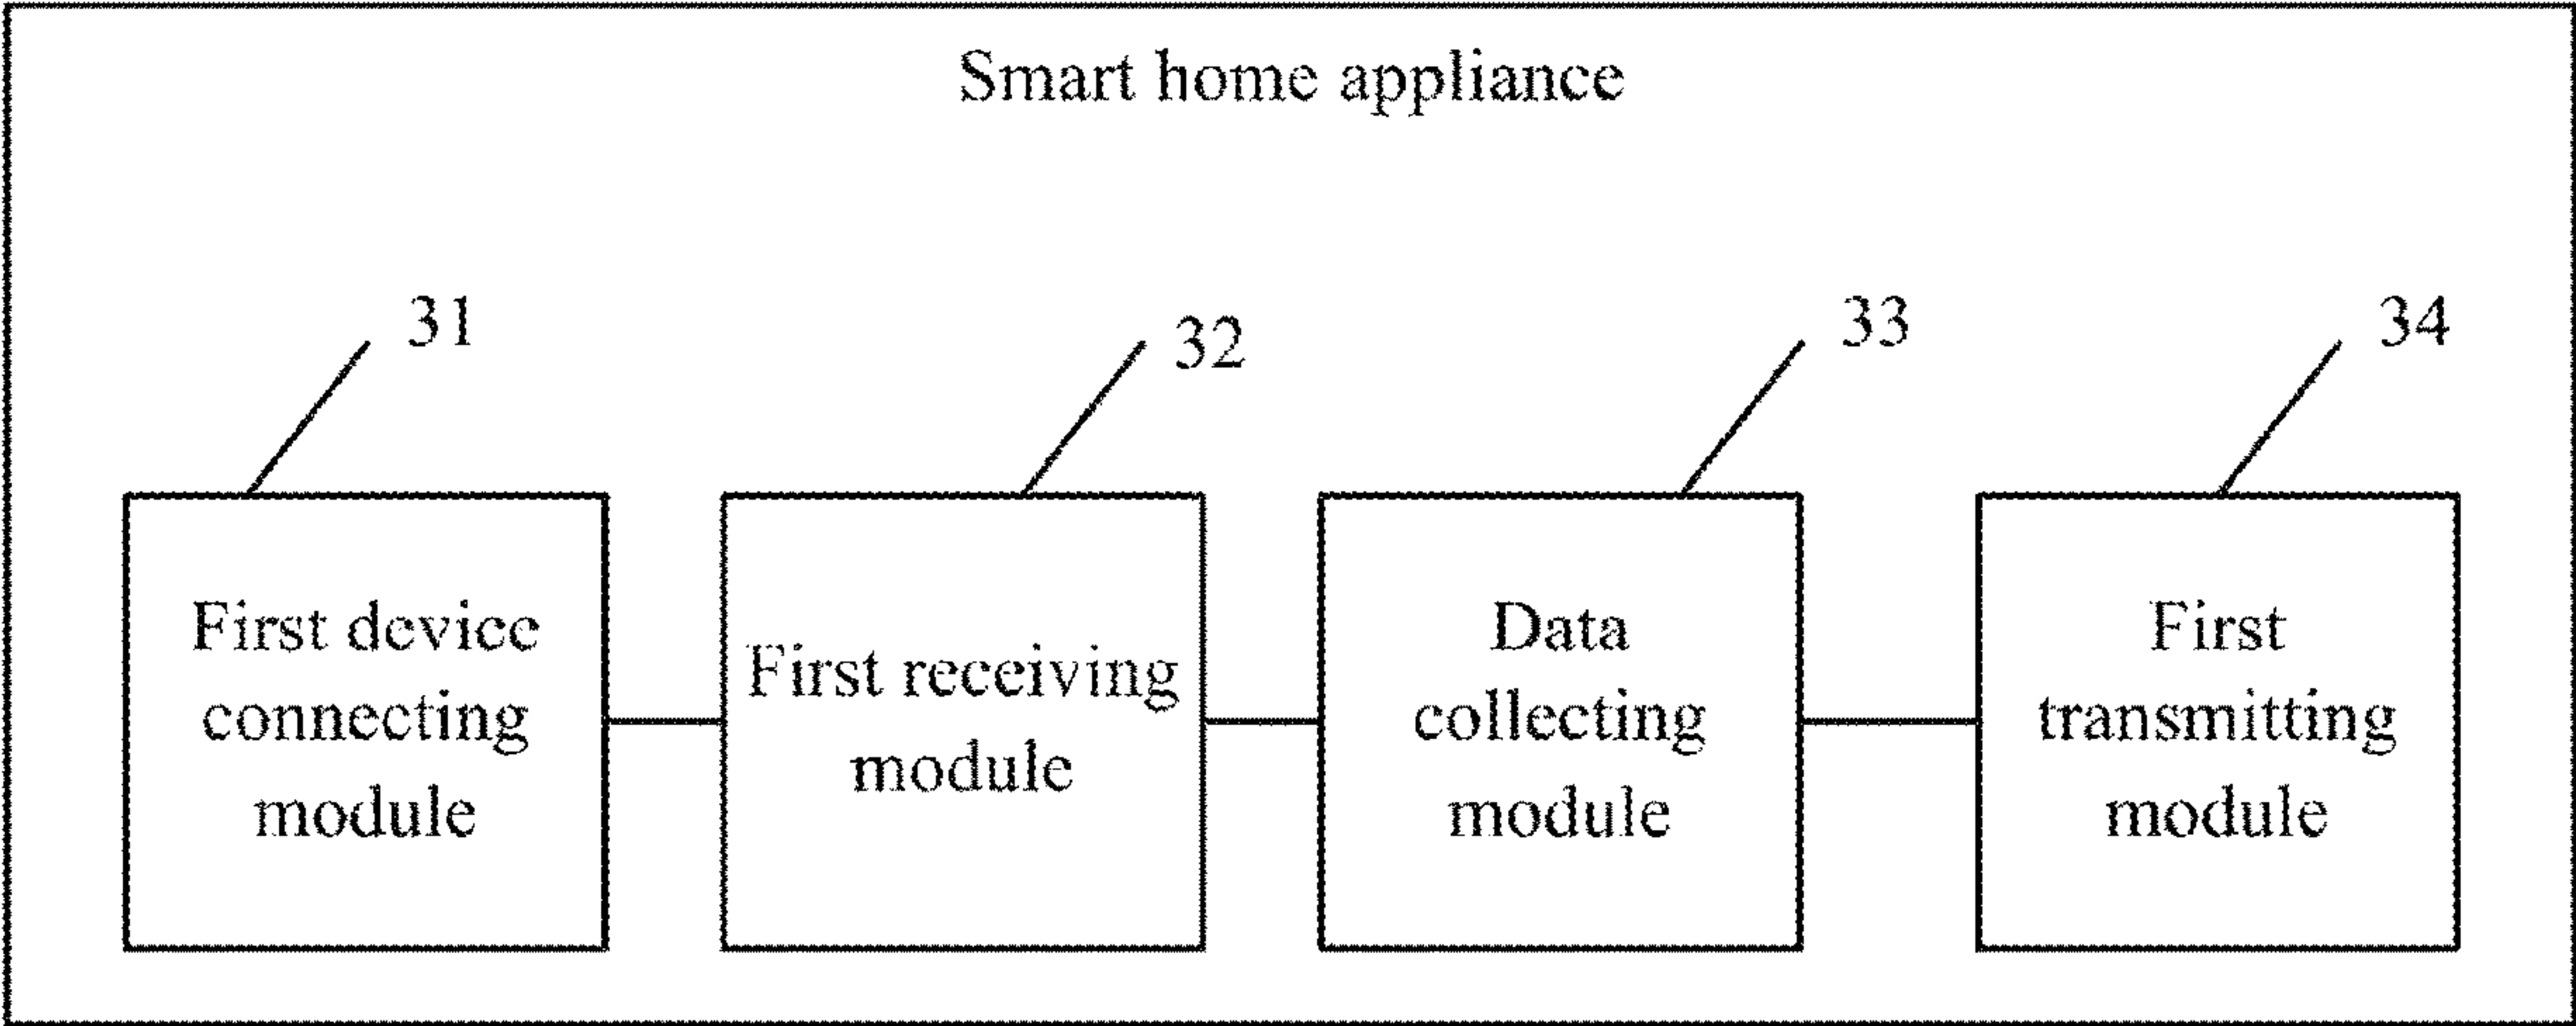 Smart home appliance
31
32
33
34
First device
connecting
module
First receiving
module
Data
collecting
module
First
transmitting
module